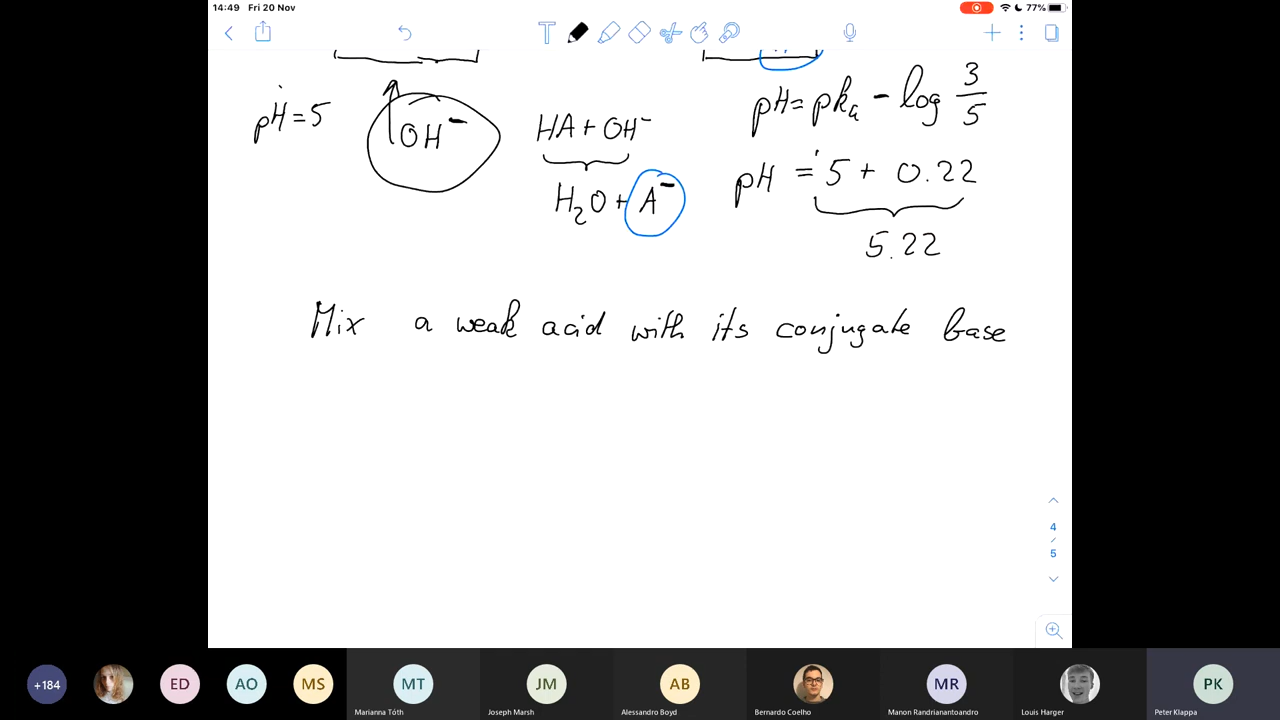 14:49 Fri 20 Nov
77%
T
pH = 5
OH⁻
HA + OH⁻
H₂O + A⁻
pH = pkₐ - log 3/5
pH = 5 + 0.22
5.22
Mix a weak acid with its conjugate base
4
/
5
+184
ED
AO
MS
MT
JM
AB
MR
PK
Marianna Tóth
Joseph Marsh
Alessandro Boyd
Bernardo Coelho
Manon Randrianantoandro
Louis Harger
Peter Klappa